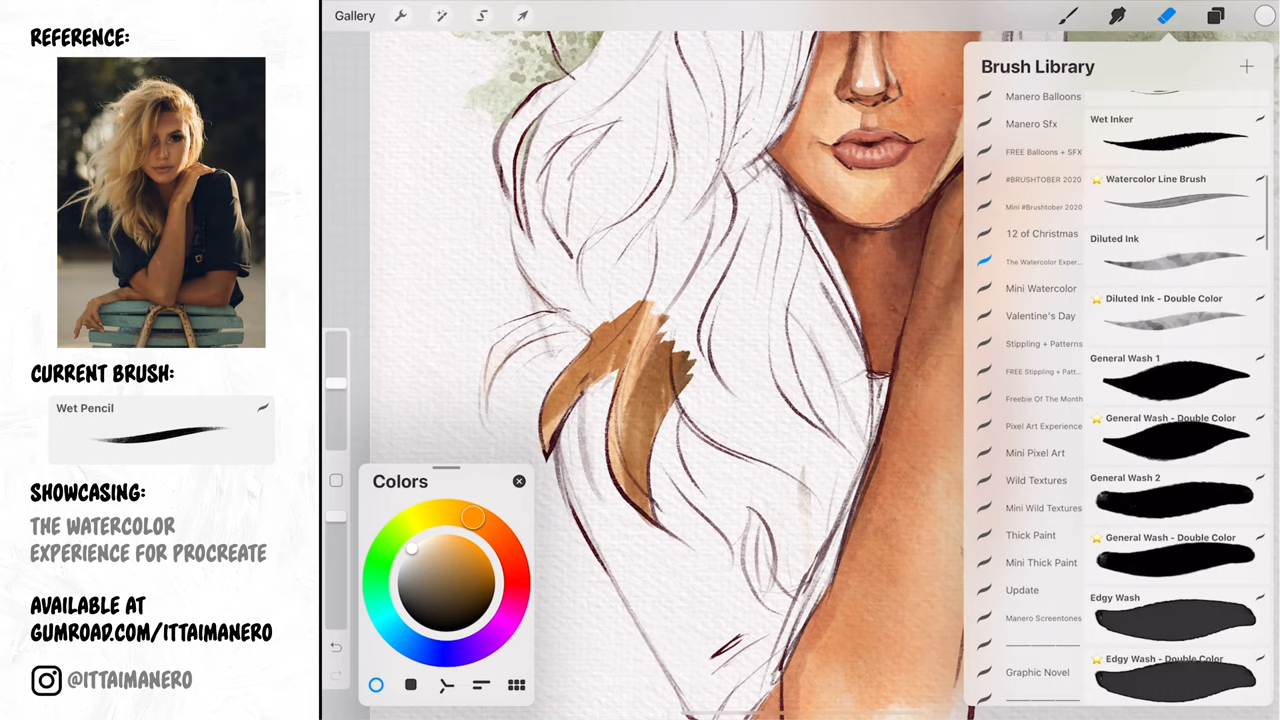 REFERENCE:
CURRENT BRUSH:
Wet Pencil
SHOWCASING:
THE WATERCOLOR
EXPERIENCE FOR PROCREATE
AVAILABLE AT
GUMROAD.COM/ITTAIMANERO
@ITTAIMANERO
Gallery
Colors
Brush Library
Manero Balloons
Manero Sfx
FREE Balloons + SFX
#BRUSHTOBER 2020
Mini #Brushtober 2020
12 of Christmas
The Watercolor Exper...
Mini Watercolor
Valentine's Day
Stippling + Patterns
FREE Stippling + Patt...
Freebie Of The Month
Pixel Art Experience
Mini Pixel Art
Wild Textures
Mini Wild Textures
Thick Paint
Mini Thick Paint
Update
Manero Screentones
Graphic Novel
Wet Inker
⭐ Watercolor Line Brush
Diluted Ink
⭐ Diluted Ink - Double Color
General Wash 1
⭐ General Wash - Double Color
General Wash 2
⭐ General Wash - Double Color
Edgy Wash
⭐ Edgy Wash - Double Color